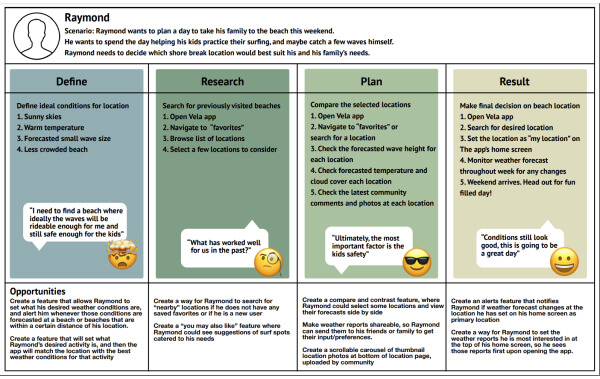 Raymond
Scenario: Raymond wants to plan a day to take his family to the beach this weekend.
He wants to spend the day helping his kids practice their surfing, and maybe catch a few waves himself.
Raymond needs to decide which shore break location would best suit his and his family's needs.
Define
Define ideal conditions for location
1. Sunny skies
2. Warm temperature
3. Forecasted small wave size
4. Less crowded beach
"I need to find a beach where
ideally the waves will be
rideable enough for me and
still safe enough for the kids"
Research
Search for previously visited beaches
1. Open Vela app
2. Navigate to "favorites"
3. Browse list of locations
4. Select a few locations to consider
"What has worked well
for us in the past?"
Plan
Compare the selected locations
1. Open Vela app
2. Navigate to "favorites" or
search for a location
3. Check the forecasted wave height for
each location
4. Check forecasted temperature and
cloud cover each location
5. Check the latest community
comments and photos at each location
"Ultimately, the most
important factor is the
kids safety"
Result
Make final decision on beach location
1. Open Vela app
2. Search for desired location
3. Set the location as "my location" on
The app's home screen
4. Monitor weather forecast
throughout week for any changes
5. Weekend arrives. Head out for fun
filled day!
"Conditions still look
good, this is going to be
a great day"
Opportunities
Create a feature that allows Raymond to
set what his desired weather conditions are,
and alert him whenever those conditions are
forecasted at a beach or beaches that are
within a certain distance of his location.
Create a feature that will set what
Raymond's desired activity is, and then the
app will match the location with the best
weather conditions for that activity
Create a way for Raymond to search for
"nearby" locations if he does not have any
saved favorites or if he is a new user
Create a "you may also like" feature where
Raymond could see suggestions of surf spots
catered to his needs
Create a compare and contrast feature, where
Raymond could select some locations and view
their forecasts side by side
Make weather reports shareable, so Raymond
can send them to his friends or family to get
their input/preferences.
Create a scrollable carousel of thumbnail
location photos at bottom of location page,
uploaded by community
Create an alerts feature that notifies
Raymond if weather forecast changes at the
location he has set on his home screen as
primary location
Create a way for Raymond to set the
weather reports he is most interested in at
the top of his home screen, so he sees
those reports first upon opening the app.